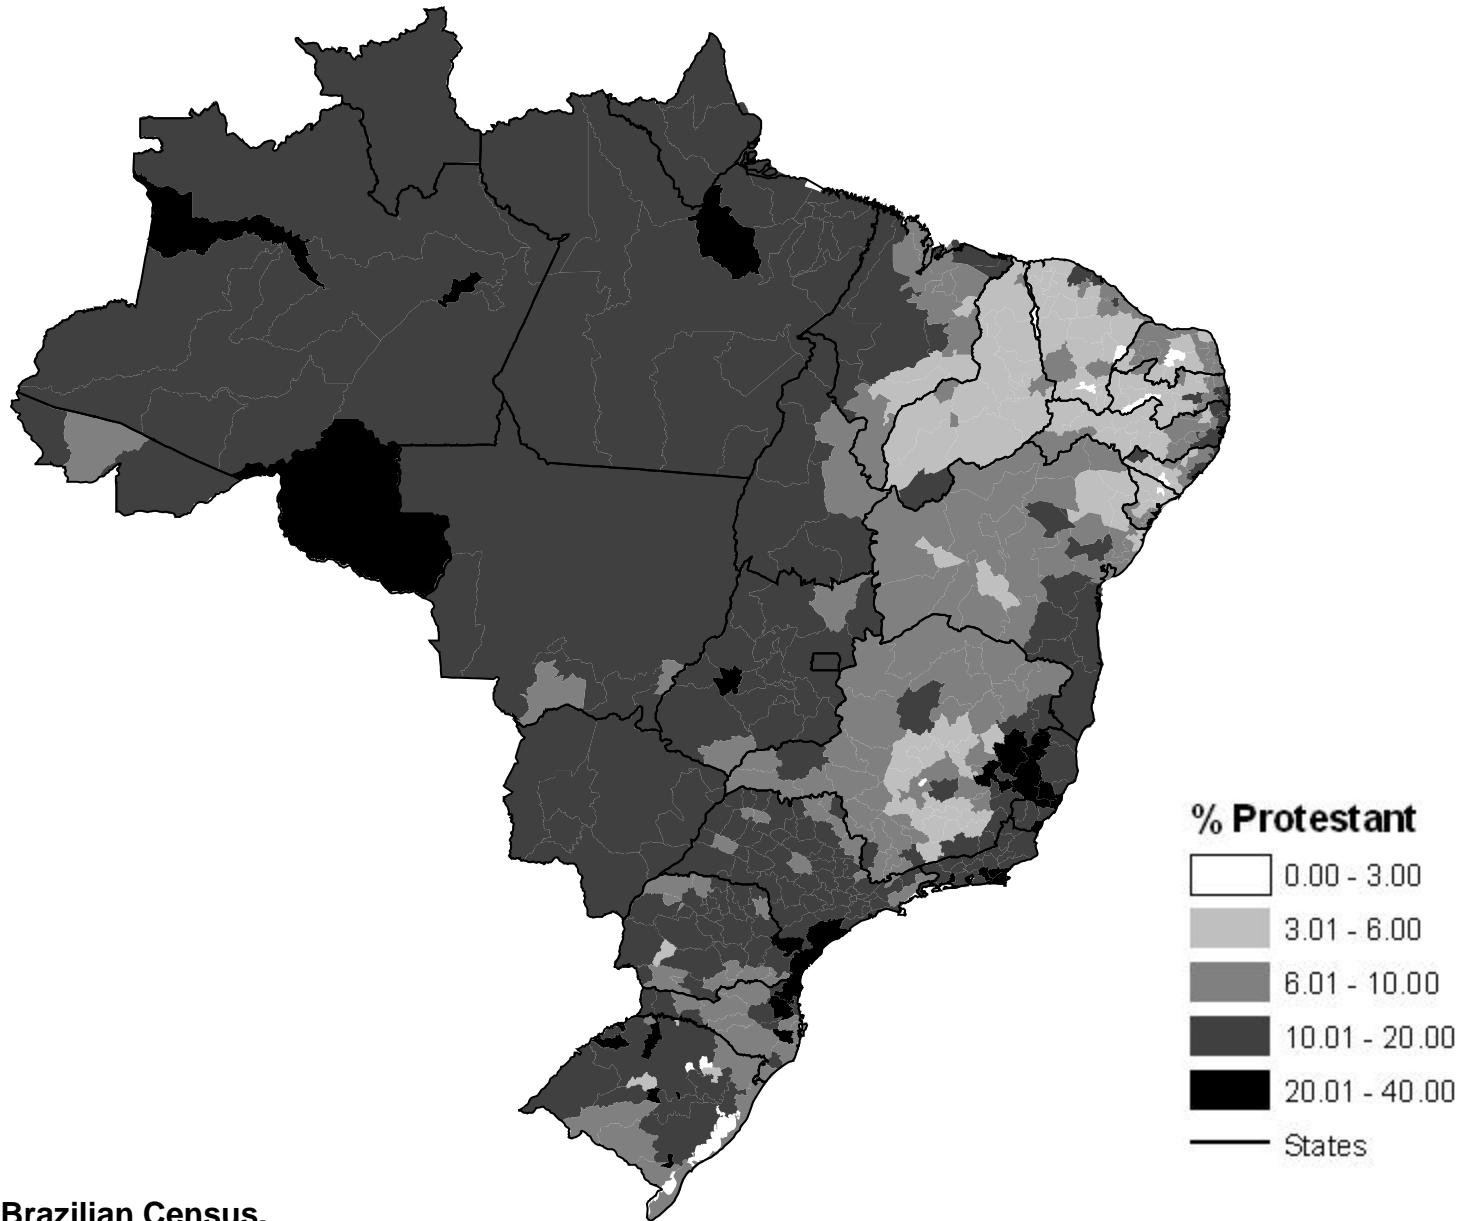 % Protestant
0.00 - 3.00
3.01 - 6.00
6.01 - 10.00
10.01 - 20.00
20.01 - 40.00
States
Brazilian Census.